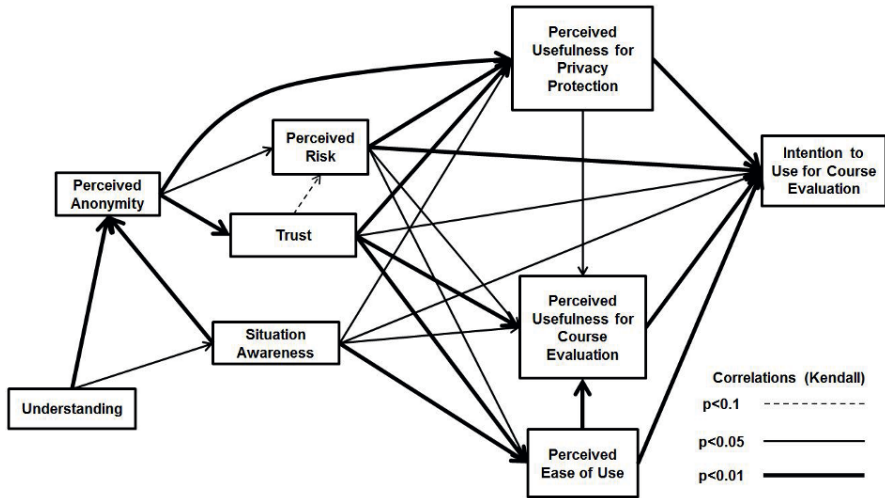 Perceived
Usefulness for
Privacy
Protection
Perceived
Risk
Intention to
Use for Course
Evaluation
Perceived
Anonymity
Trust
Perceived
Usefulness for
Course
Evaluation
Situation
Awareness
Understanding
Perceived
Ease of Use
Correlations (Kendall)
p<0.1
p<0.05
p<0.01